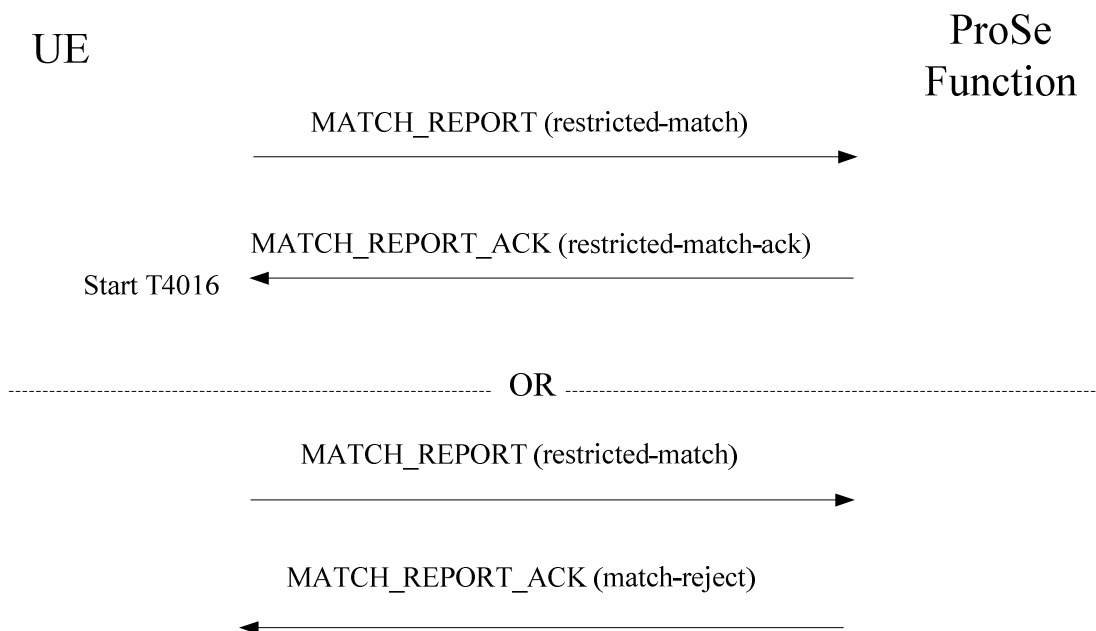 UE
ProSe
Function
MATCH_REPORT (restricted-match)
MATCH_REPORT_ACK (restricted-match-ack)
Start T4016
OR
MATCH_REPORT (restricted-match)
MATCH_REPORT_ACK (match-reject)